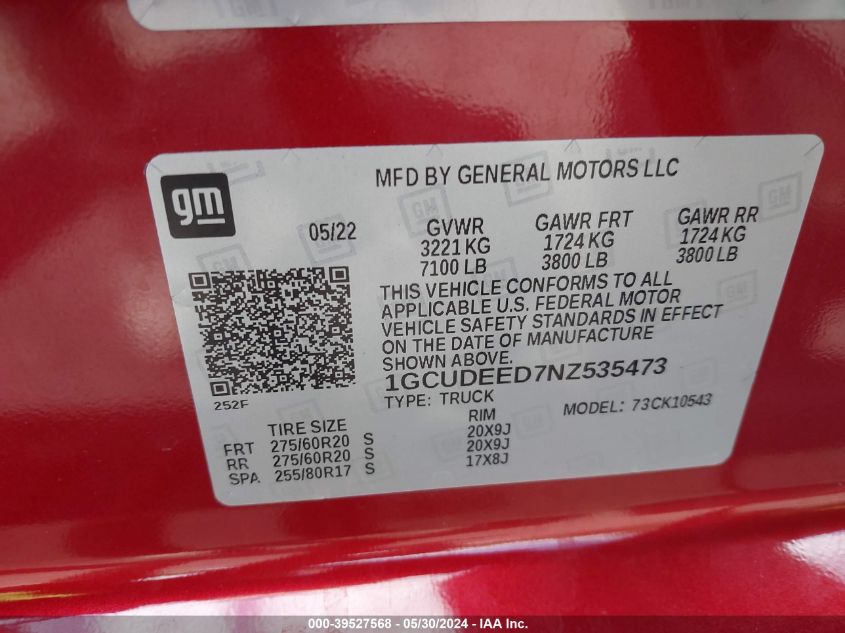 gm
MFD BY GENERAL MOTORS LLC
05/22
GVWR GAWR FRT GAWR RR
3221 KG 1724 KG 1724 KG
7100 LB 3800 LB 3800 LB
THIS VEHICLE CONFORMS TO ALL
APPLICABLE U.S. FEDERAL MOTOR
VEHICLE SAFETY STANDARDS IN EFFECT
ON THE DATE OF MANUFACTURE
SHOWN ABOVE.
1GCUDEED7NZ535473
252F
TYPE: TRUCK MODEL: 73CK10543
TIRE SIZE RIM
FRT 275/60R20 S 20X9J
RR 275/60R20 S 20X9J
SPA 255/80R17 S 17X8J
000-39527568 - 05/30/2024 - IAA Inc.